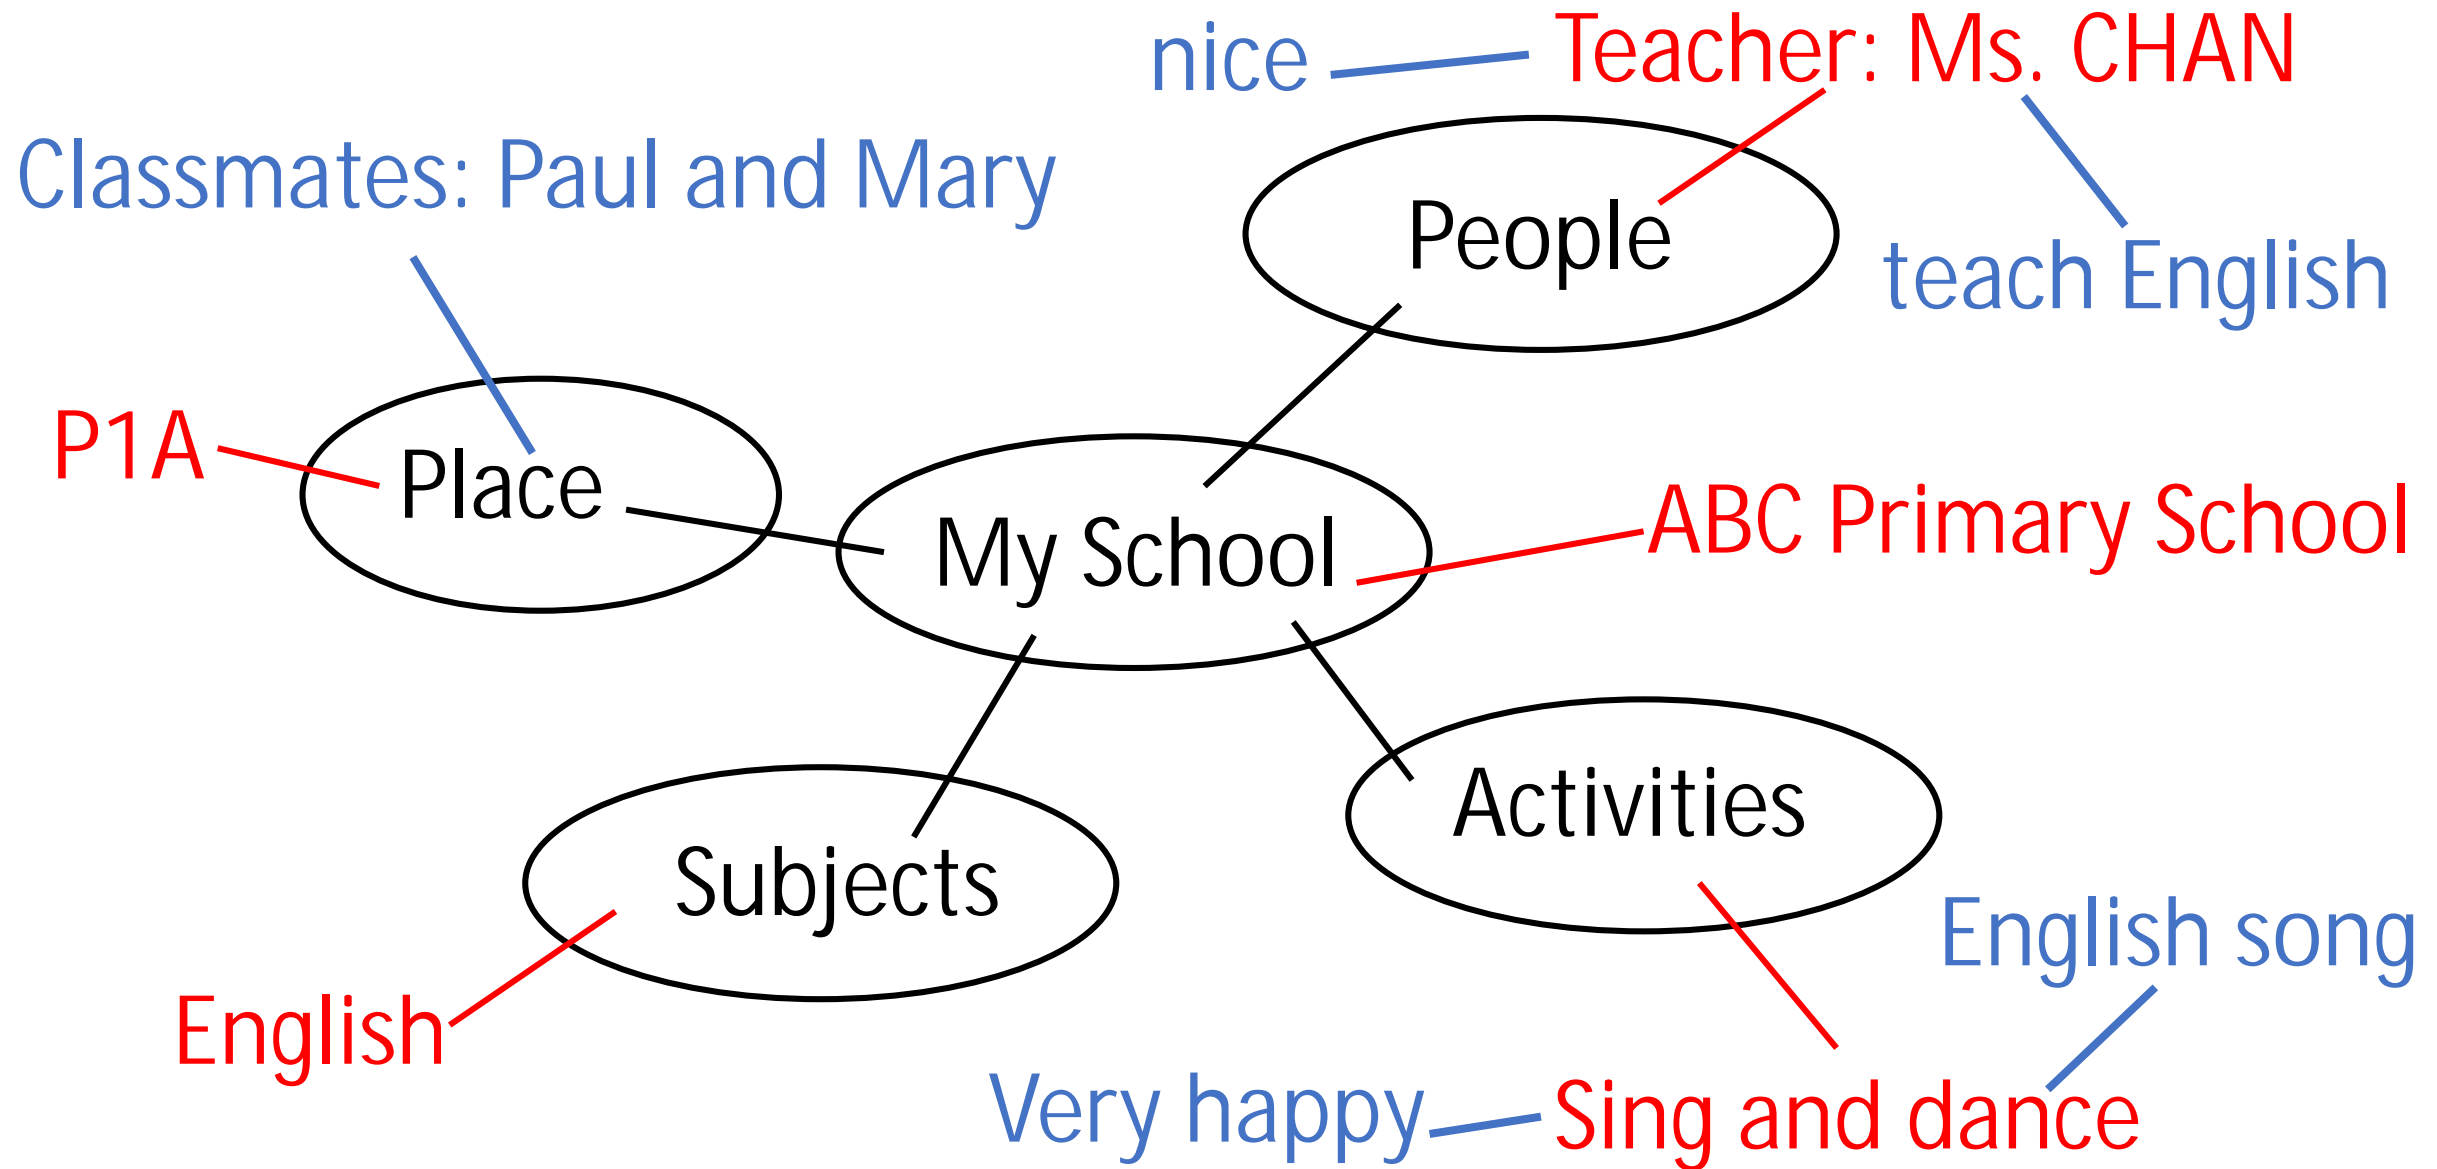 nice
Teacher: Ms. CHAN
Classmates: Paul and Mary
People
teach English
P1A
Place
My School
ABC Primary School
Activities
Subjects
English song
English
Very happy
Sing and dance